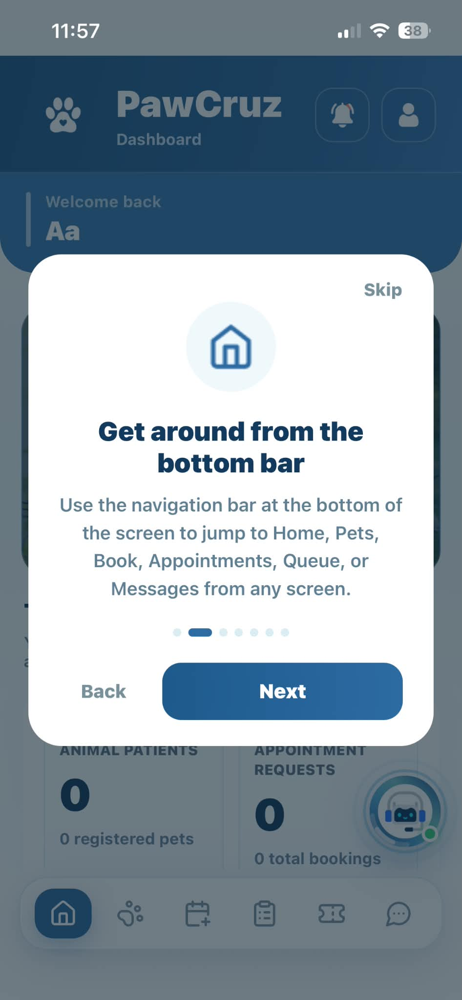 11:57
38
PawCruz
Dashboard
Welcome back
Aa
Skip
Get around from the
bottom bar
Use the navigation bar at the bottom of
the screen to jump to Home, Pets,
Book, Appointments, Queue, or
Messages from any screen.
Back
Next
ANIMAL PATIENTS
0
0 registered pets
APPOINTMENT
REQUESTS
0
0 total bookings